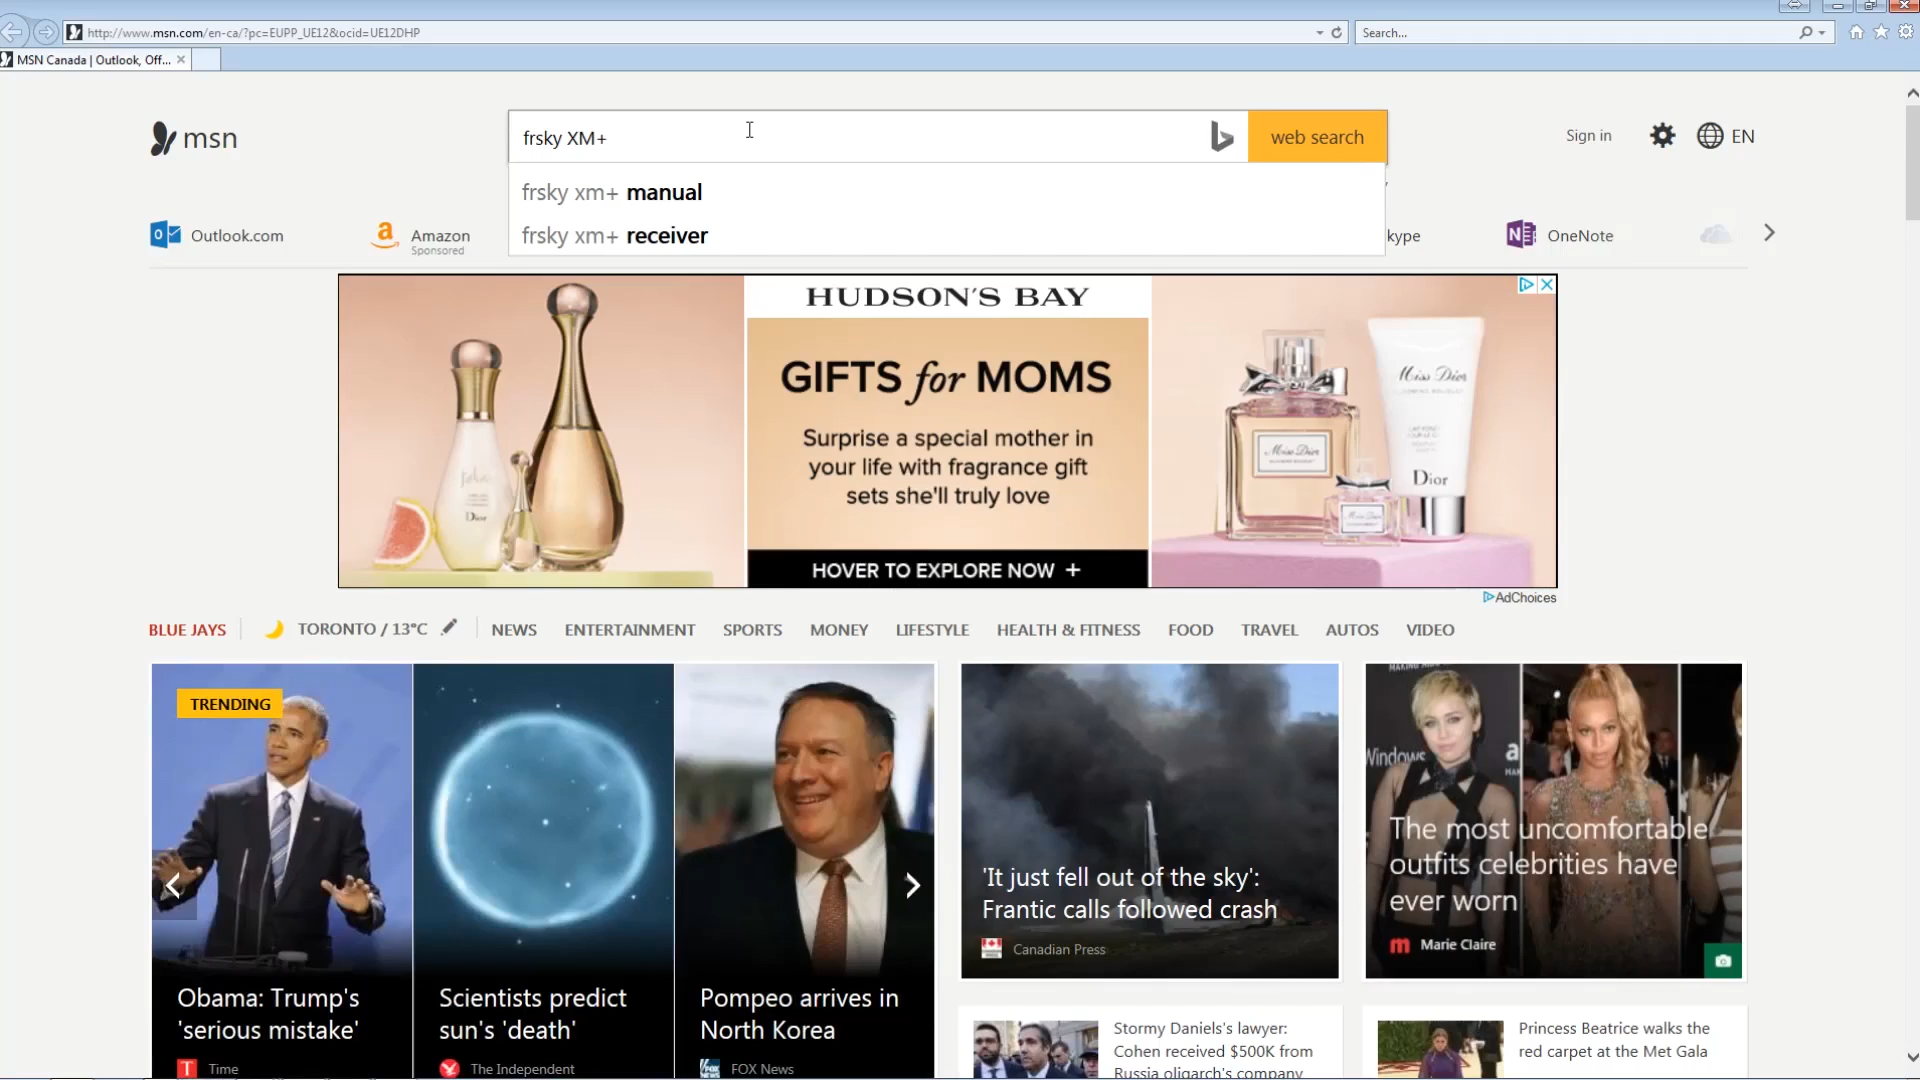 http://www.msn.com/en-ca/?pc=EUPP_UE12&ocid=UE12DHP
Search...
MSN Canada | Outlook, Off...
msn
frsky XM+
web search
Sign in
EN
frsky xm+ manual
frsky xm+ receiver
Outlook.com
Amazon
Sponsored
kype
OneNote
HUDSON'S BAY
GIFTS for MOMS
Surprise a special mother in
your life with fragrance gift
sets she'll truly love
HOVER TO EXPLORE NOW +
Dior
Miss Dior
Miss Dior
Dior
AdChoices
BLUE JAYS
TORONTO / 13°C
NEWS
ENTERTAINMENT
SPORTS
MONEY
LIFESTYLE
HEALTH & FITNESS
FOOD
TRAVEL
AUTOS
VIDEO
TRENDING
Obama: Trump's
'serious mistake'
Time
Scientists predict
sun's 'death'
The Independent
Pompeo arrives in
North Korea
FOX News
'It just fell out of the sky':
Frantic calls followed crash
Canadian Press
Windows
The most uncomfortable
outfits celebrities have
ever worn
Marie Claire
Stormy Daniels's lawyer:
Cohen received $500K from
Russia oligarch's company
Princess Beatrice walks the
red carpet at the Met Gala